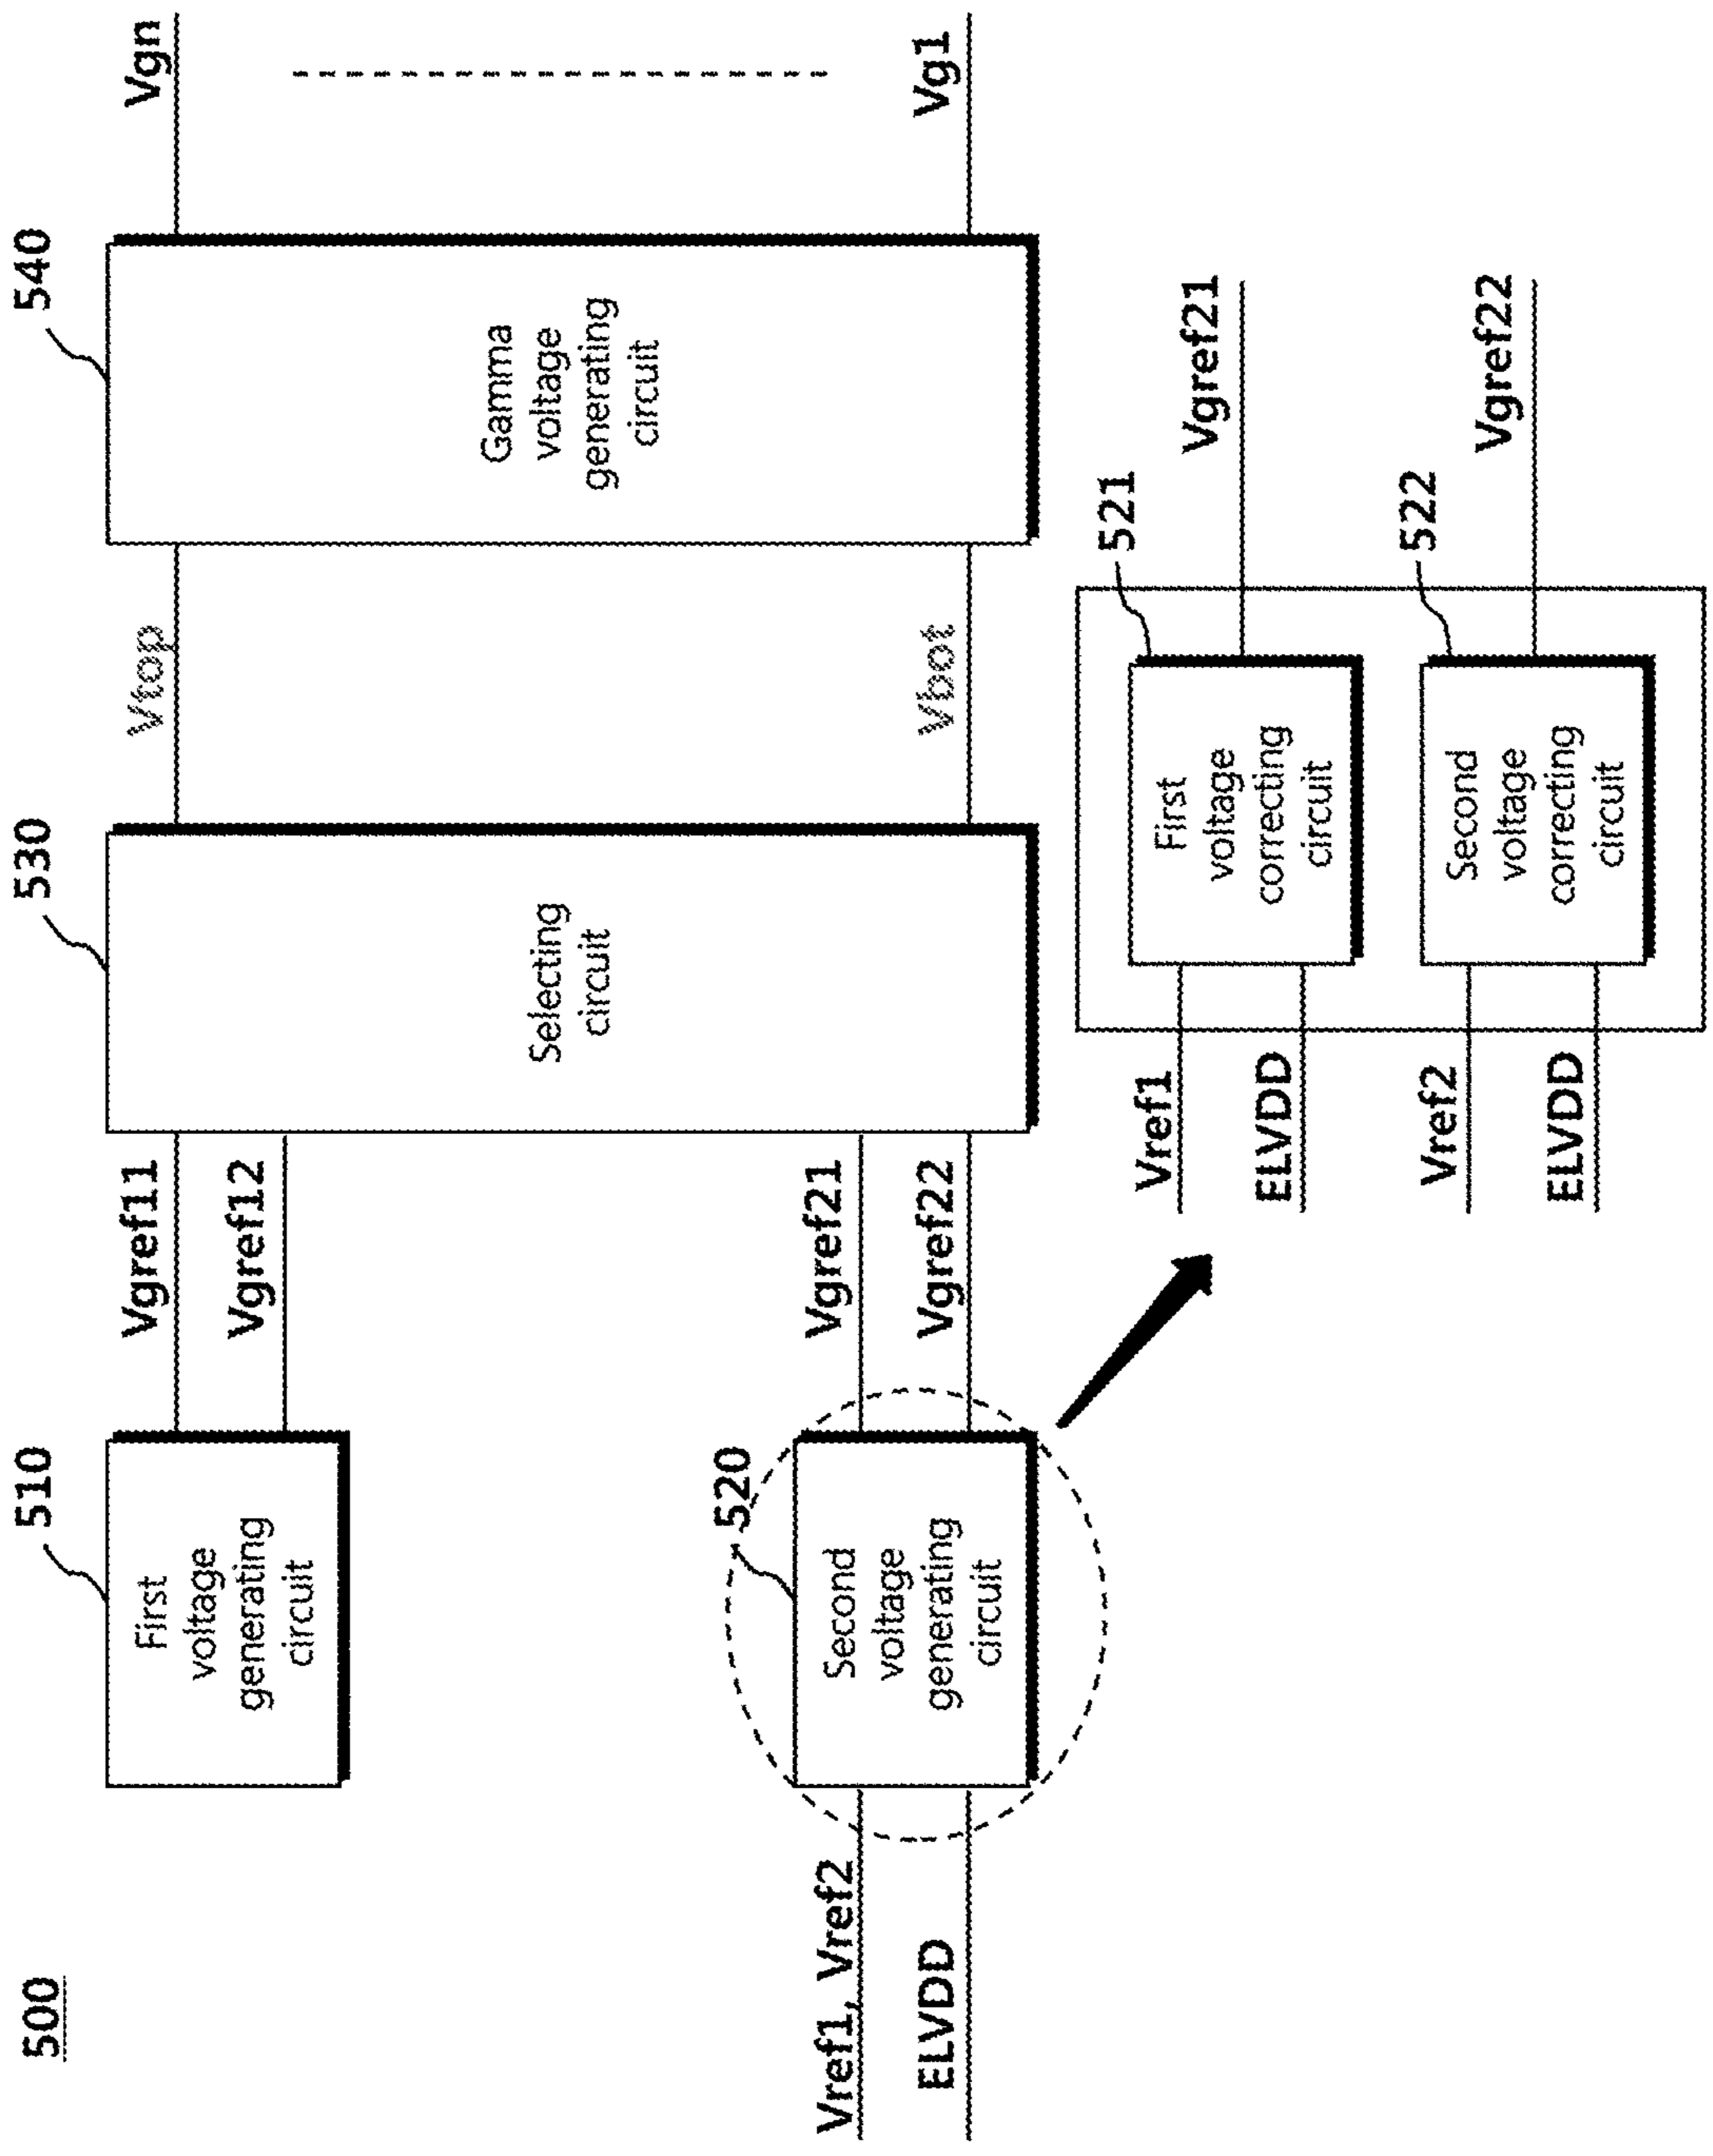 500
510
First
voltage
generating
circuit
Vgref11
Vgref12
520
Vref1, Vref2
ELVDD
Second
voltage
generating
circuit
Vgref21
Vgref22
530
Selecting
circuit
Vtop
Vbot
540
Gamma
voltage
generating
circuit
Vgn
Vg1
Vref1
ELVDD
521
First
voltage
correcting
circuit
Vgref21
Vref2
ELVDD
522
Second
voltage
correcting
circuit
Vgref22